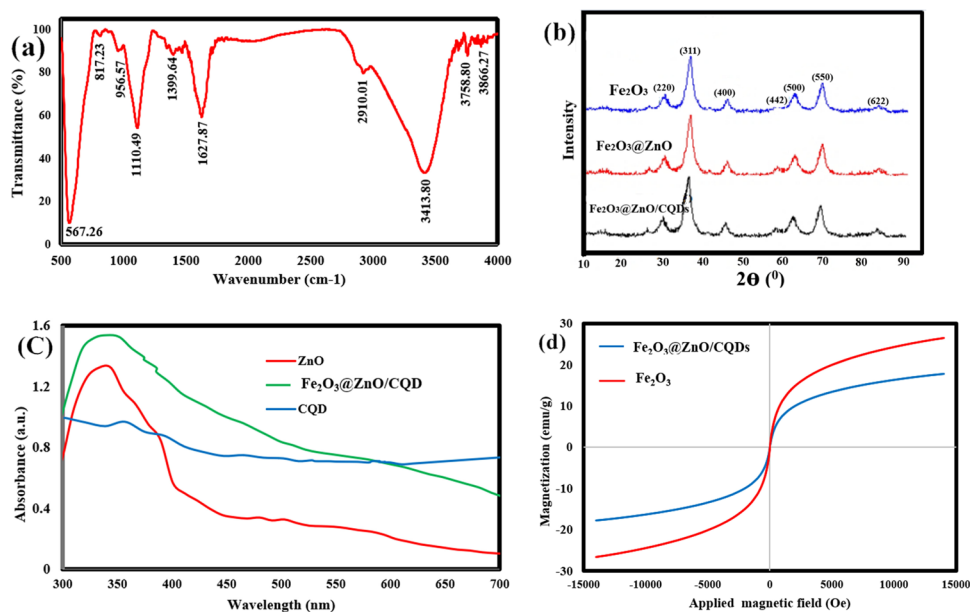 (a)
Transmittance (%)
100
80
60
40
20
0
567.26
817.23
956.57
1110.49
1399.64
1627.87
2910.01
3413.80
3758.80
3866.27
500 1000 1500 2000 2500 3000 3500 4000
Wavenumber (cm-1)
(b)
Intensity
(220)
(311)
(400)
(442)
(500)
(550)
(622)
Fe₂O₃
Fe₂O₃@ZnO
Fe₂O₃@ZnO/CQDs
10 20 30 40 50 60 70 80 90
2Ө (⁰)
(C)
Absorbance (a.u.)
1.6
1.2
0.8
0.4
0
ZnO
Fe₂O₃@ZnO/CQD
CQD
300 350 400 450 500 550 600 650 700
Wavelength (nm)
(d)
Magnetization (emu/g)
30
20
10
0
-10
-20
-30
Fe₂O₃@ZnO/CQDs
Fe₂O₃
-15000 -10000 -5000 0 5000 10000 15000
Applied magnetic field (Oe)